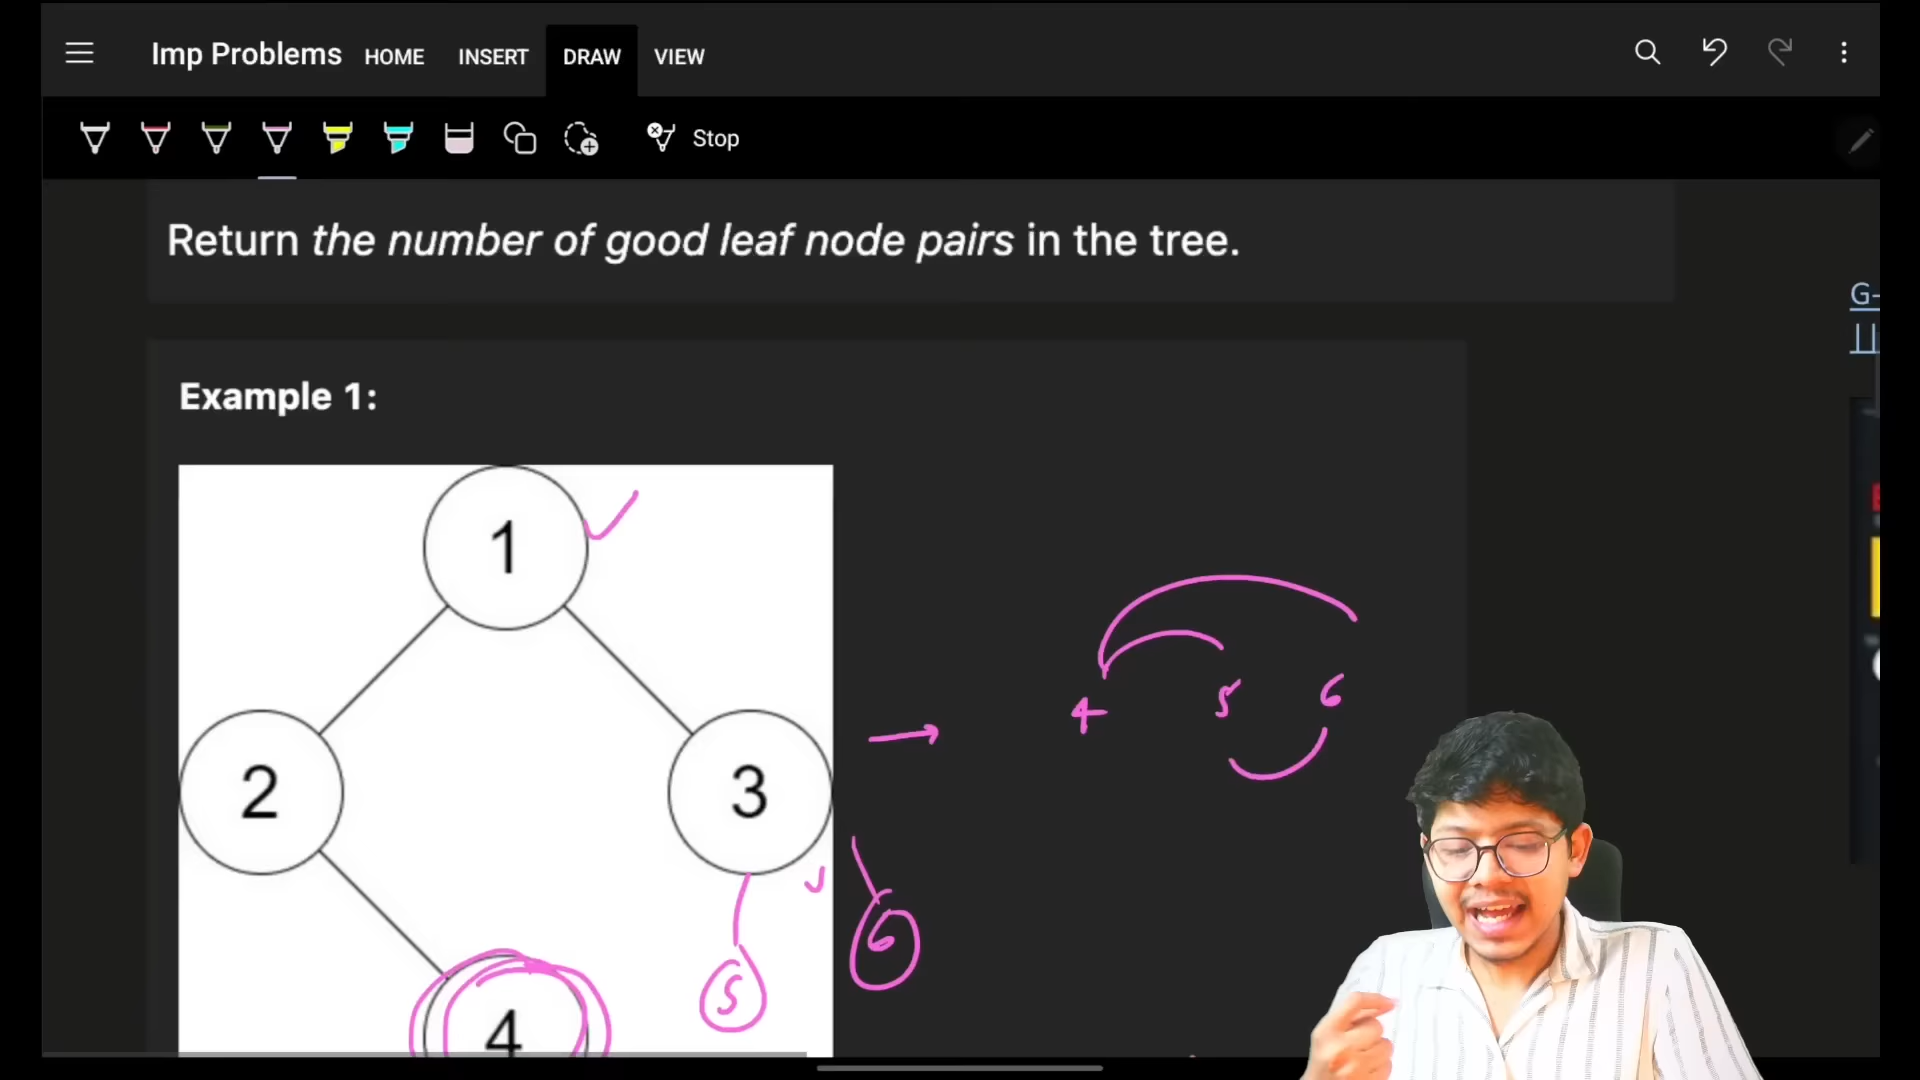 Imp Problems HOME INSERT DRAW VIEW
Stop
Return the number of good leaf node pairs in the tree.
G-
Example 1:
1
4 5 6
2 3
6
5
4